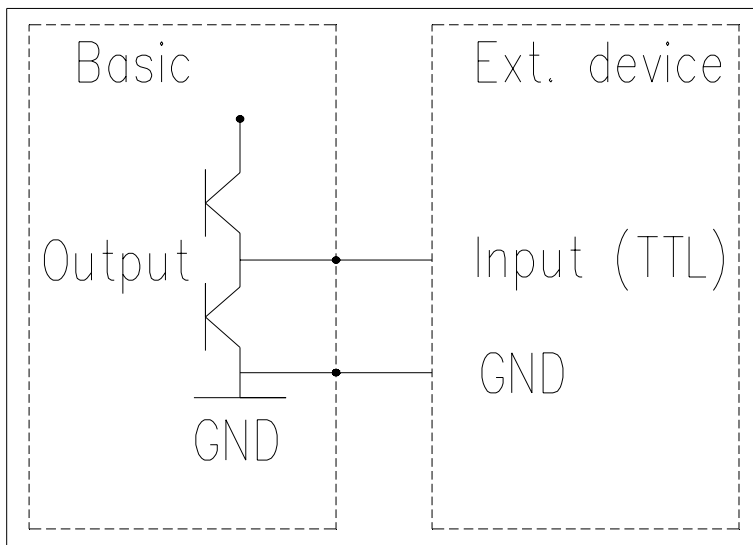 Basic
Ext. device
Output
Input (TTL)
GND
GND